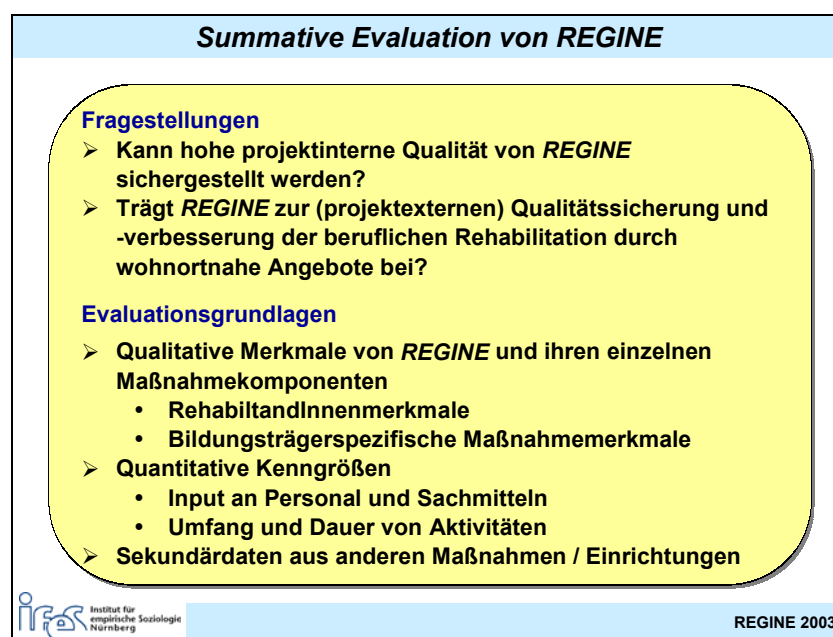 Summative Evaluation von REGINE
Fragestellungen
➢ Kann hohe projektinterne Qualität von REGINE
sichergestellt werden?
➢ Trägt REGINE zur (projektexternen) Qualitätssicherung und
-verbesserung der beruflichen Rehabilitation durch
wohnortnahe Angebote bei?
Evaluationsgrundlagen
➢ Qualitative Merkmale von REGINE und ihren einzelnen
Maßnahmekomponenten
• RehabiltandInnenmerkmale
• Bildungsträgerspezifische Maßnahmemerkmale
➢ Quantitative Kenngrößen
• Input an Personal und Sachmitteln
• Umfang und Dauer von Aktivitäten
➢ Sekundärdaten aus anderen Maßnahmen / Einrichtungen
ifes
Institut für
empirische Soziologie
Nürnberg
REGINE 2003